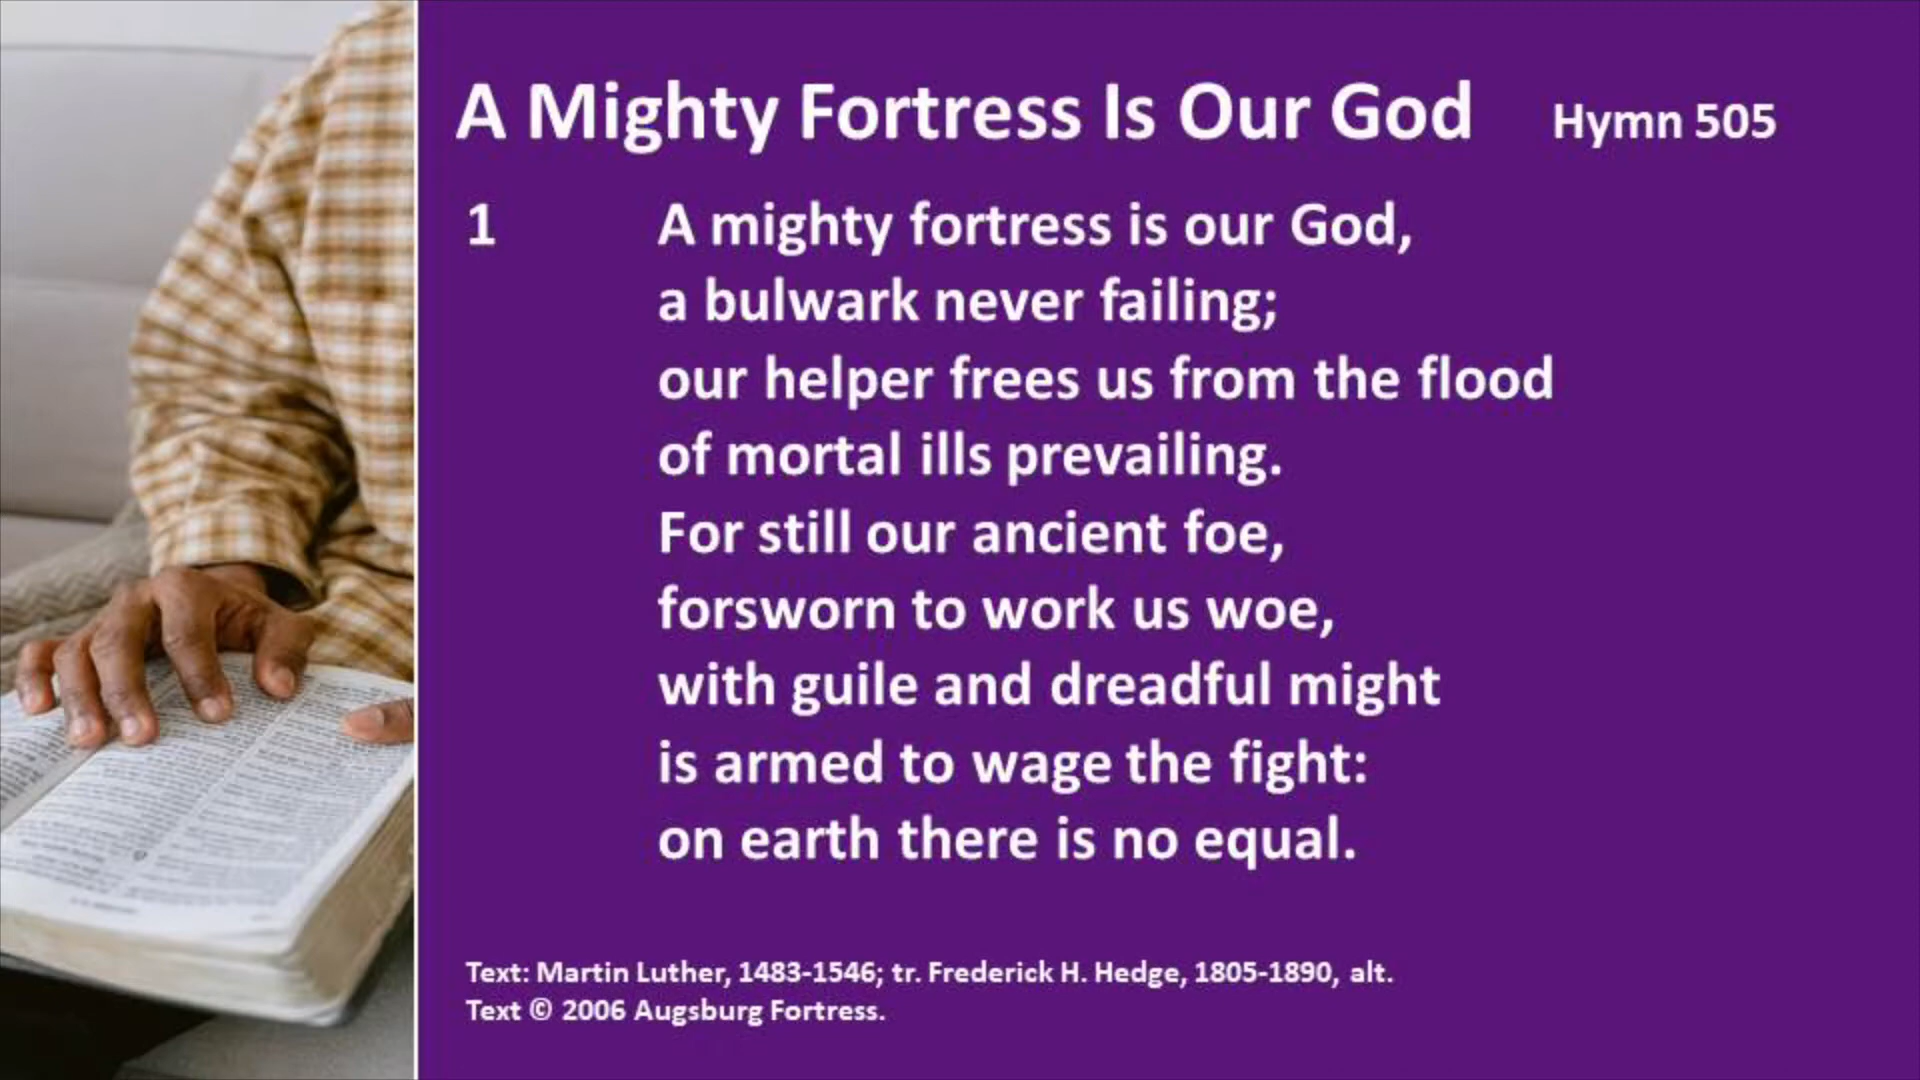 A Mighty Fortress Is Our God Hymn 505
1 A mighty fortress is our God,
a bulwark never failing;
our helper frees us from the flood
of mortal ills prevailing.
For still our ancient foe,
forsworn to work us woe,
with guile and dreadful might
is armed to wage the fight:
on earth there is no equal.
Text: Martin Luther, 1483-1546; tr. Frederick H. Hedge, 1805-1890, alt.
Text © 2006 Augsburg Fortress.